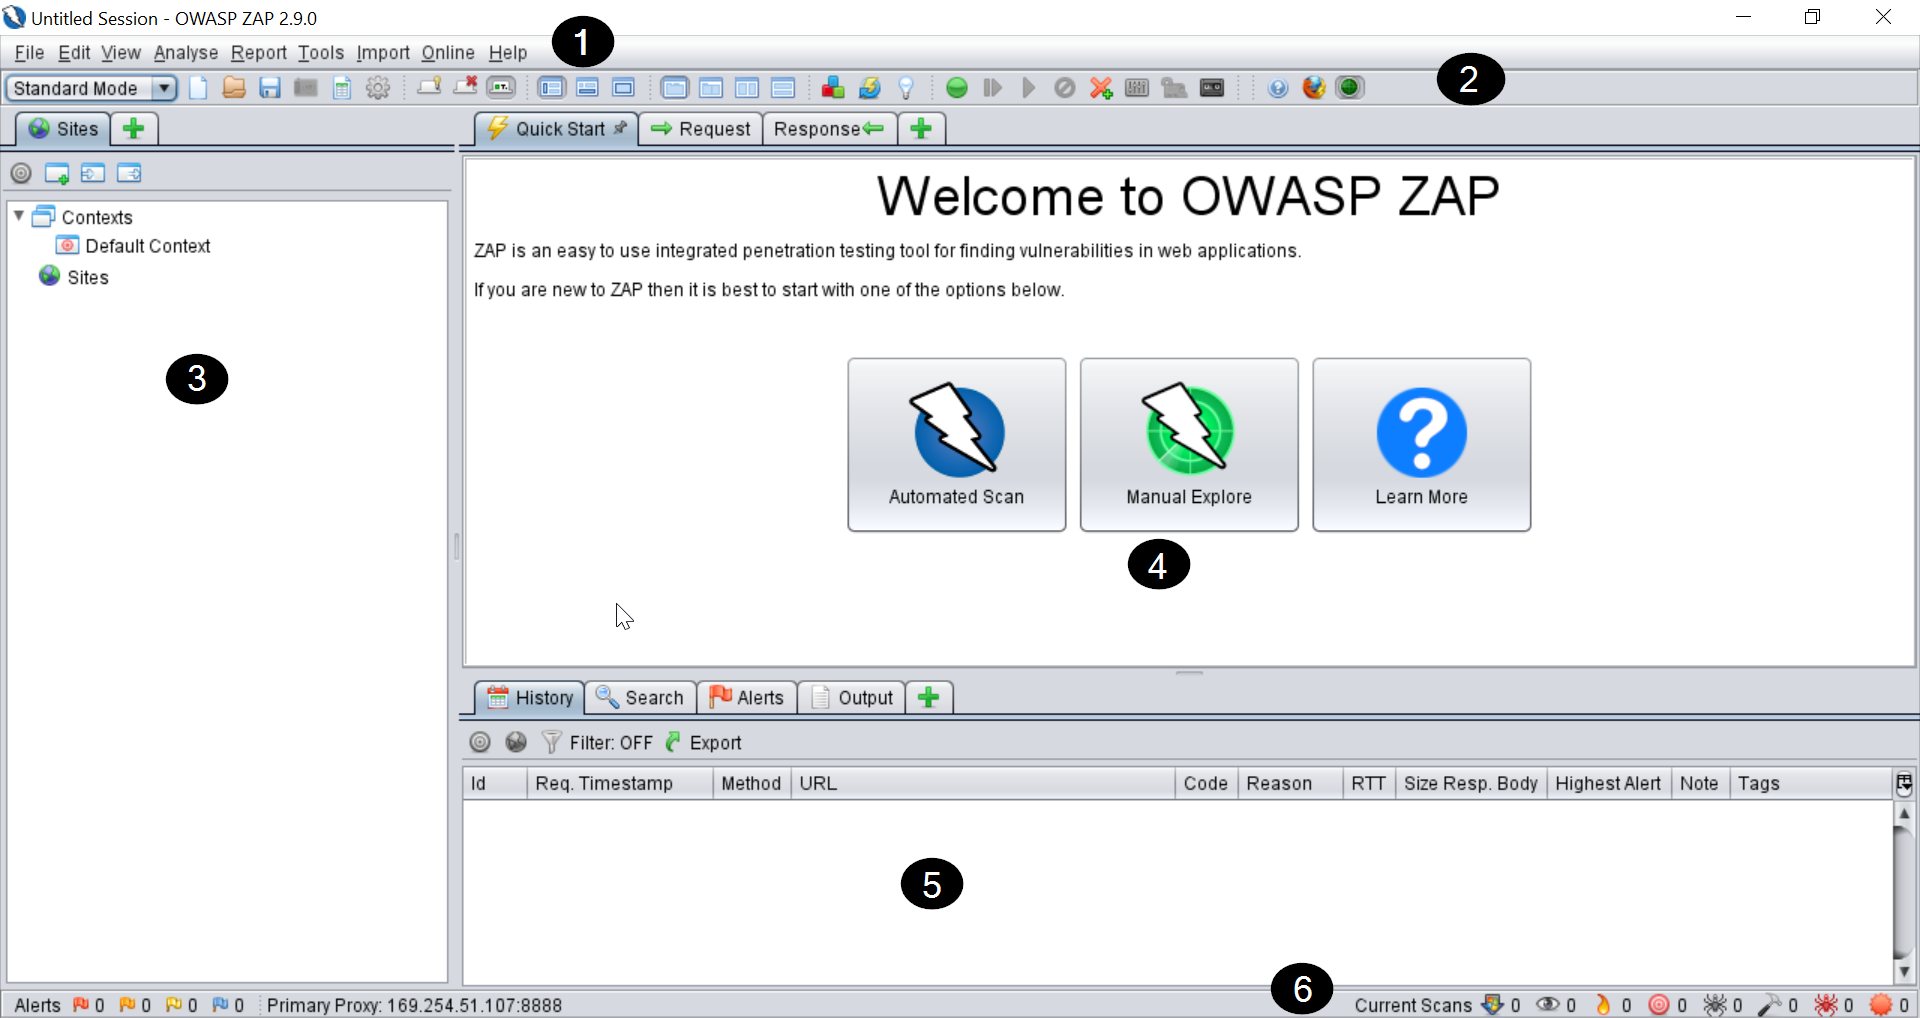 Untitled Session - OWASP ZAP 2.9.0
File Edit View Analyse Report Tools Import Online Help
1
Standard Mode
2
Sites
Quick Start Request Response
Contexts
Default Context
Sites
3
Welcome to OWASP ZAP
ZAP is an easy to use integrated penetration testing tool for finding vulnerabilities in web applications.
If you are new to ZAP then it is best to start with one of the options below.
Automated Scan Manual Explore Learn More
4
History Search Alerts Output
Filter: OFF Export
Id Req. Timestamp Method URL Code Reason RTT Size Resp. Body Highest Alert Note Tags
5
6
Alerts 0 0 0 0 Primary Proxy: 169.254.51.107:8888 Current Scans 0 0 0 0 0 0 0 0